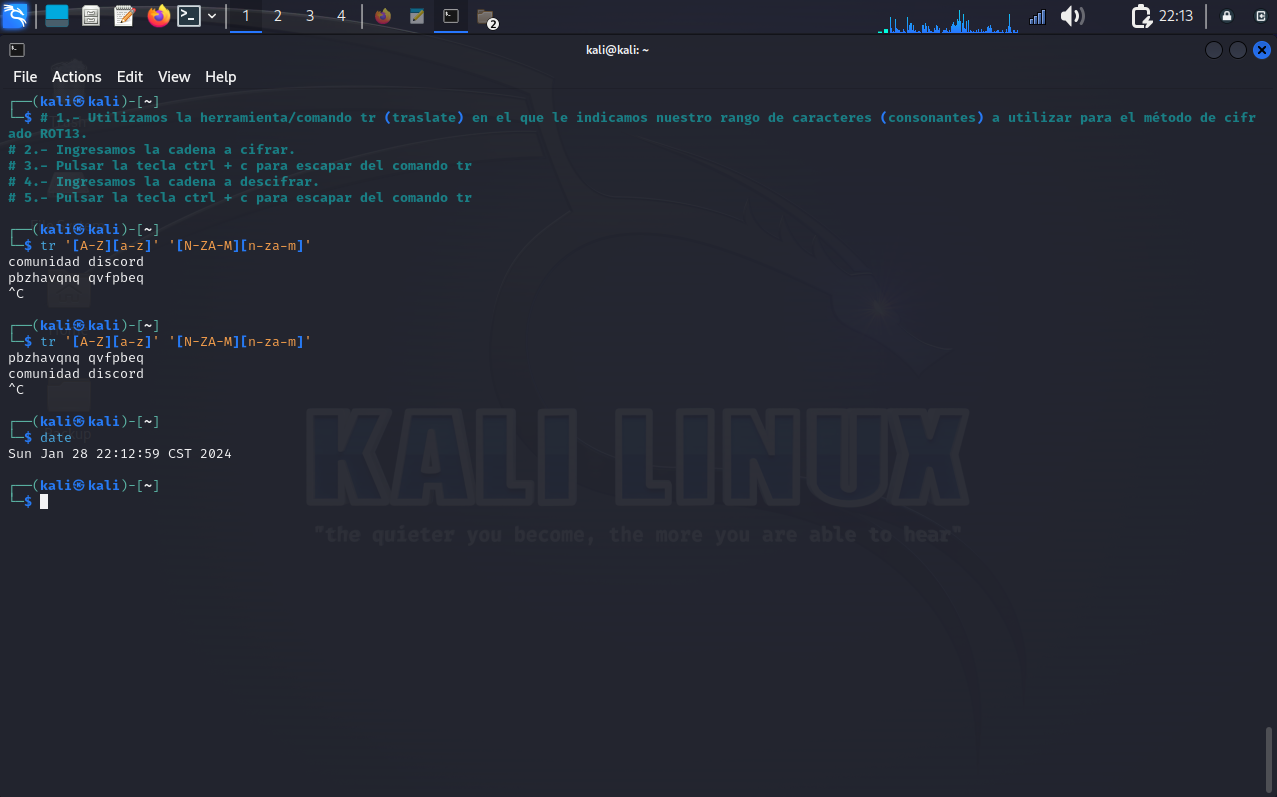 1 2 3 4 2 22:13
kali@kali: ~
File Actions Edit View Help
┌──(kali㉿kali)-[~]
└─$ # 1.- Utilizamos la herramienta/comando tr (traslate) en el que le indicamos nuestro rango de caracteres (consonantes) a utilizar para el método de cifr
ado ROT13.
# 2.- Ingresamos la cadena a cifrar.
# 3.- Pulsar la tecla ctrl + c para escapar del comando tr
# 4.- Ingresamos la cadena a descifrar.
# 5.- Pulsar la tecla ctrl + c para escapar del comando tr
┌──(kali㉿kali)-[~]
└─$ tr '[A-Z][a-z]' '[N-ZA-M][n-za-m]'
comunidad discord
pbzhavqnq qvfpbeq
^C
┌──(kali㉿kali)-[~]
└─$ tr '[A-Z][a-z]' '[N-ZA-M][n-za-m]'
pbzhavqnq qvfpbeq
comunidad discord
^C
┌──(kali㉿kali)-[~]
└─$ date
Sun Jan 28 22:12:59 CST 2024
┌──(kali㉿kali)-[~]
└─$
KALI LINUX
"the quieter you become, the more you are able to hear"